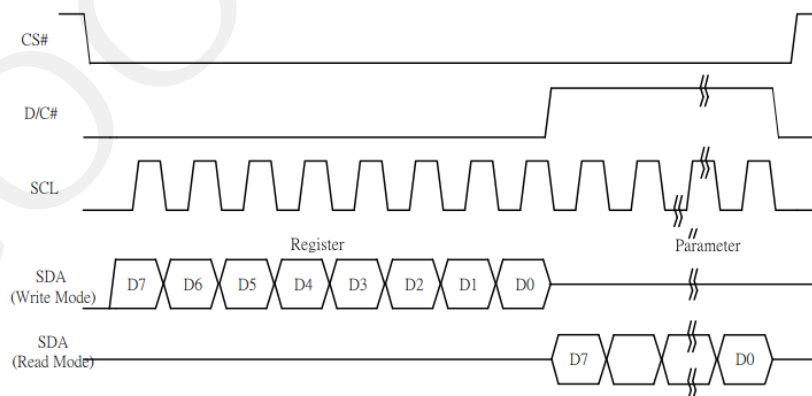 CS#
D/C#
SCL
Register
Parameter
SDA
(Write Mode)
D7 D6 D5 D4 D3 D2 D1 D0
SDA
(Read Mode)
D7 D0